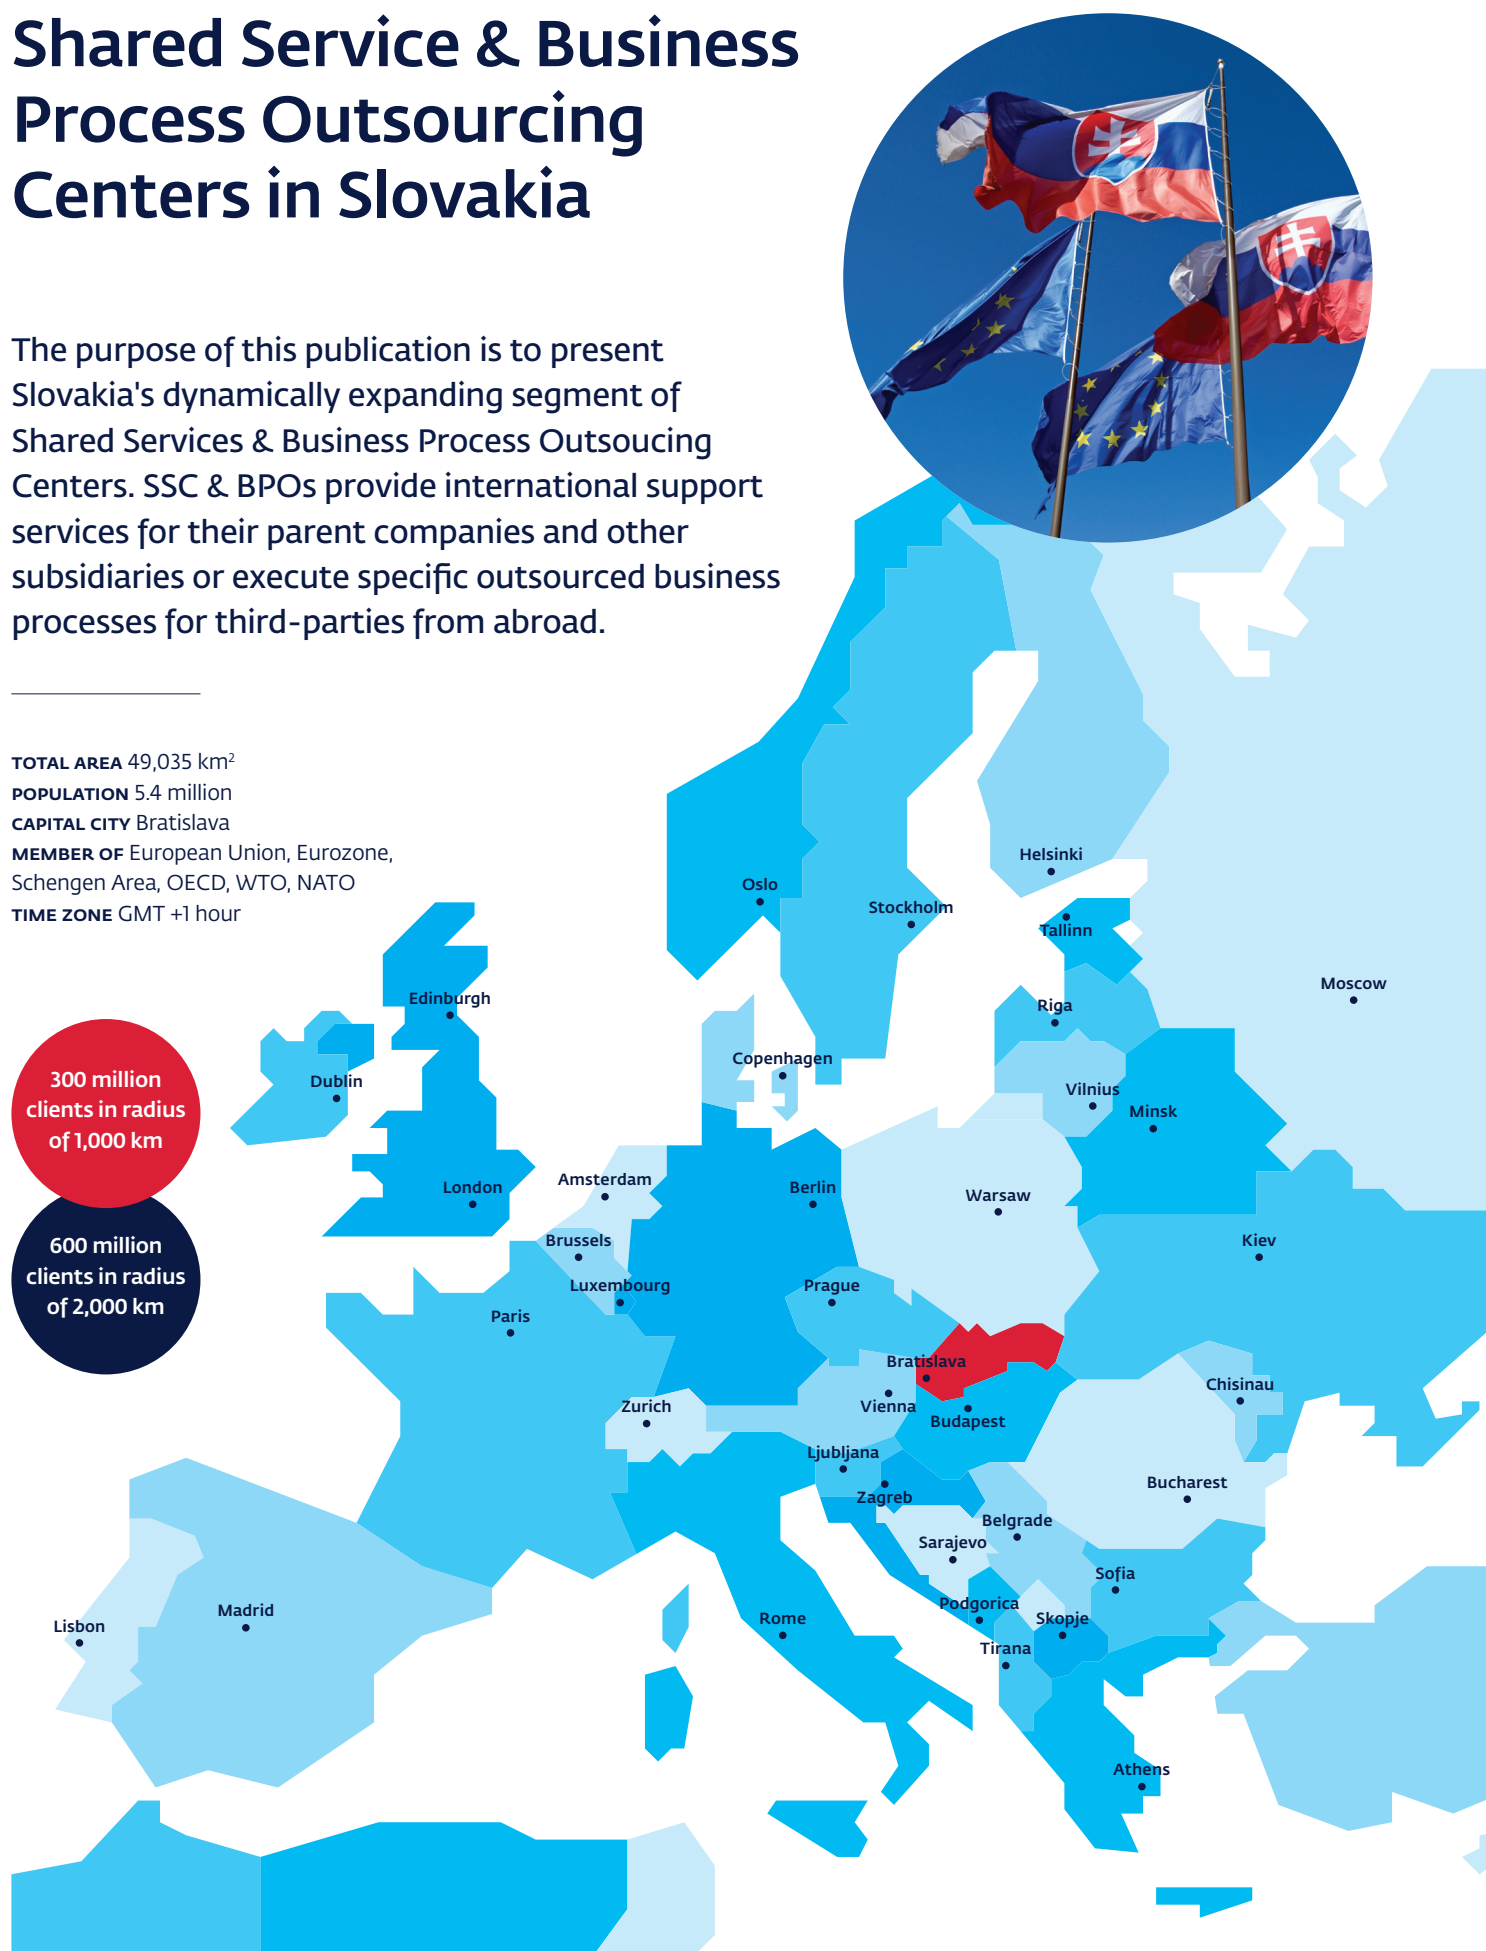 Shared Service & Business
Process Outsourcing
Centers in Slovakia
The purpose of this publication is to present
Slovakia's dynamically expanding segment of
Shared Services & Business Process Outsoucing
Centers. SSC & BPOs provide international support
services for their parent companies and other
subsidiaries or execute specific outsourced business
processes for third-parties from abroad.
TOTAL AREA 49,035 km²
POPULATION 5.4 million
CAPITAL CITY Bratislava
MEMBER OF European Union, Eurozone,
Schengen Area, OECD, WTO, NATO
TIME ZONE GMT +1 hour
300 million
clients in radius
of 1,000 km
600 million
clients in radius
of 2,000 km
Helsinki
Oslo
Stockholm
Tallinn
Moscow
Edinburgh
Riga
Copenhagen
Dublin
Vilnius
Minsk
Amsterdam
London
Berlin
Warsaw
Brussels
Kiev
Luxembourg
Prague
Paris
Bratislava
Chisinau
Zurich
Vienna
Budapest
Ljubljana
Bucharest
Zagreb
Belgrade
Sarajevo
Sofia
Podgorica
Madrid
Lisbon
Rome
Skopje
Tirana
Athens